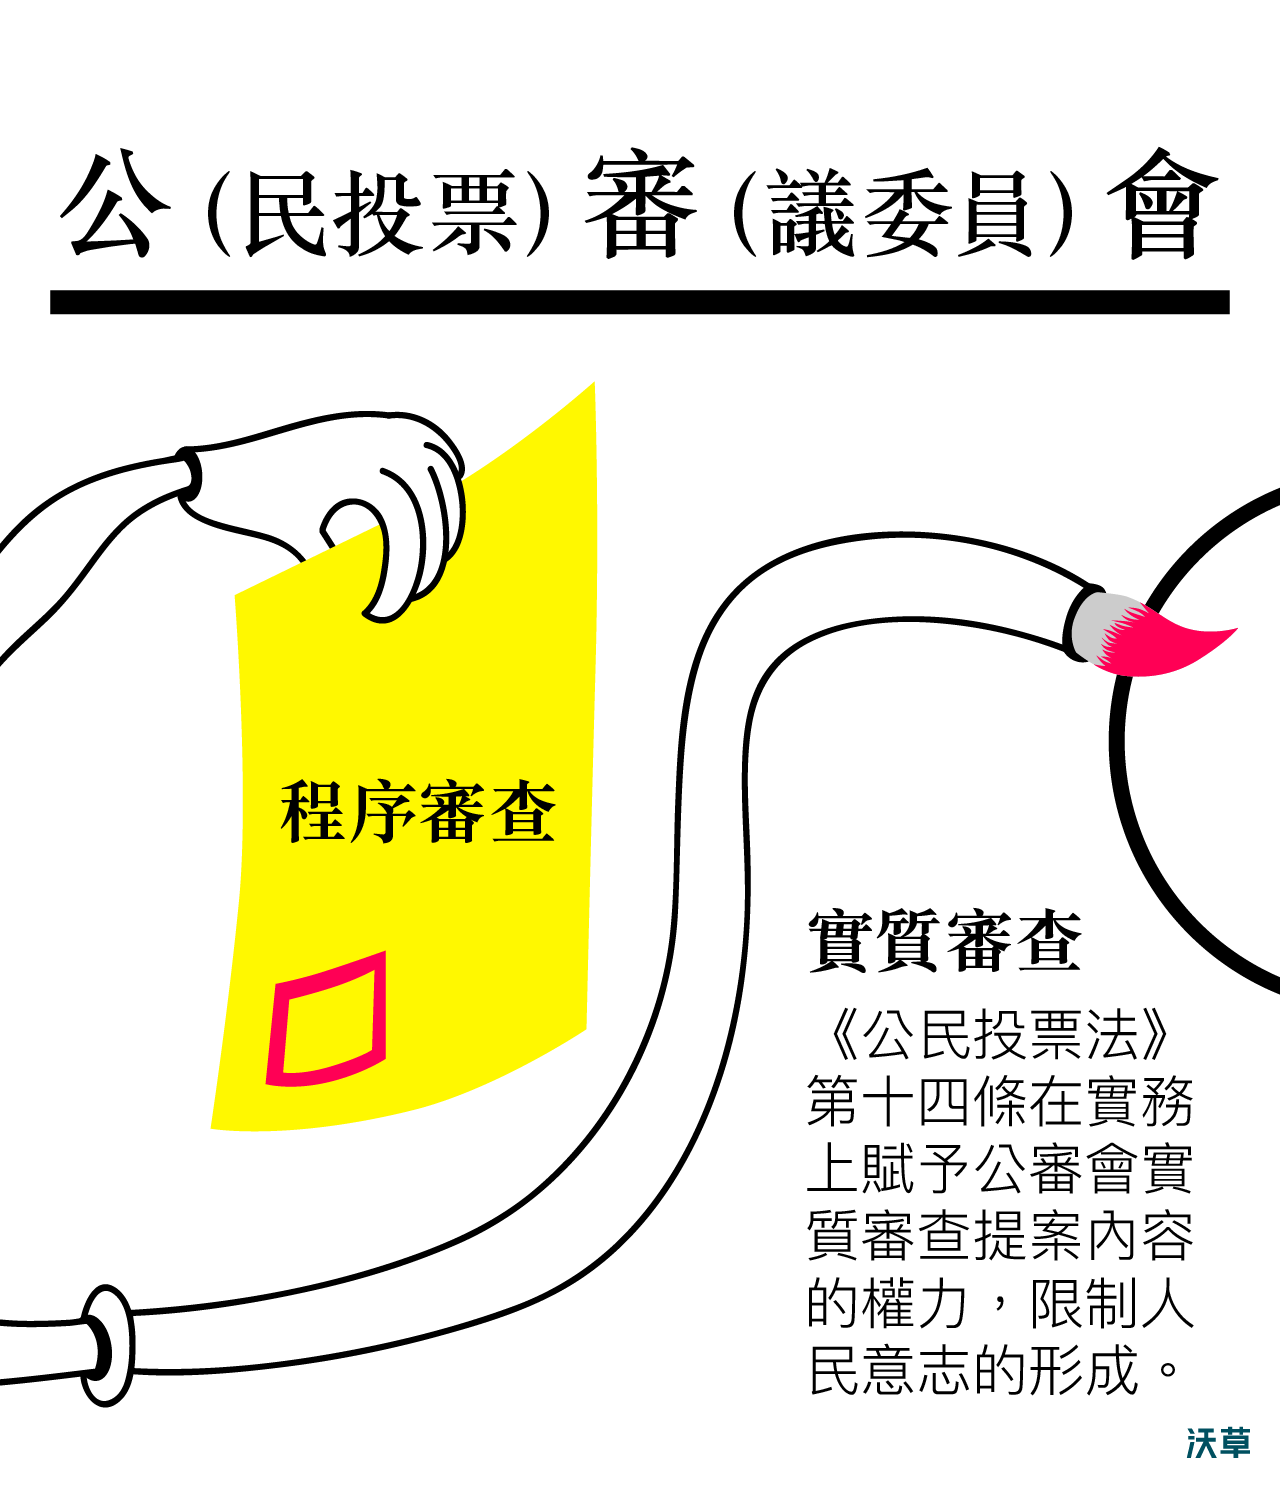 公(民投票)審(議委員)會
程序審查
實質審查
《公民投票法》
第十四條在實務
上賦予公審會實
質審查提案內容
的權力，限制人
民意志的形成。
沃草